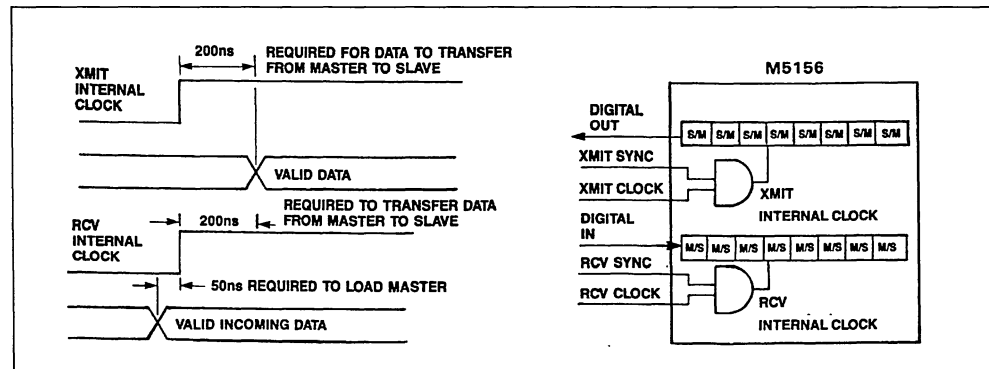 200ns
REQUIRED FOR DATA TO TRANSFER
FROM MASTER TO SLAVE
XMIT
INTERNAL
CLOCK
VALID DATA
REQUIRED TO TRANSFER DATA
FROM MASTER TO SLAVE
200ns
RCV
INTERNAL
CLOCK
50ns REQUIRED TO LOAD MASTER
VALID INCOMING DATA
M5156
DIGITAL
OUT
S/M S/M S/M S/M S/M S/M S/M S/M
XMIT SYNC
XMIT CLOCK
XMIT
INTERNAL CLOCK
DIGITAL
IN
M/S M/S M/S M/S M/S M/S M/S M/S
RCV SYNC
RCV CLOCK
RCV
INTERNAL CLOCK